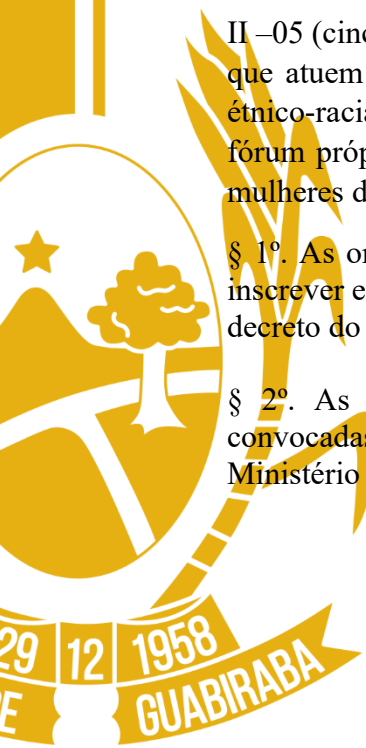 II –05 (cinc
que atuem
étnico-racia
fórum próp
mulheres d
§ 1º. As or
inscrever e
decreto do
§ 2º. As
convocadas
Ministério
29 12 1958
E GUABIRABA